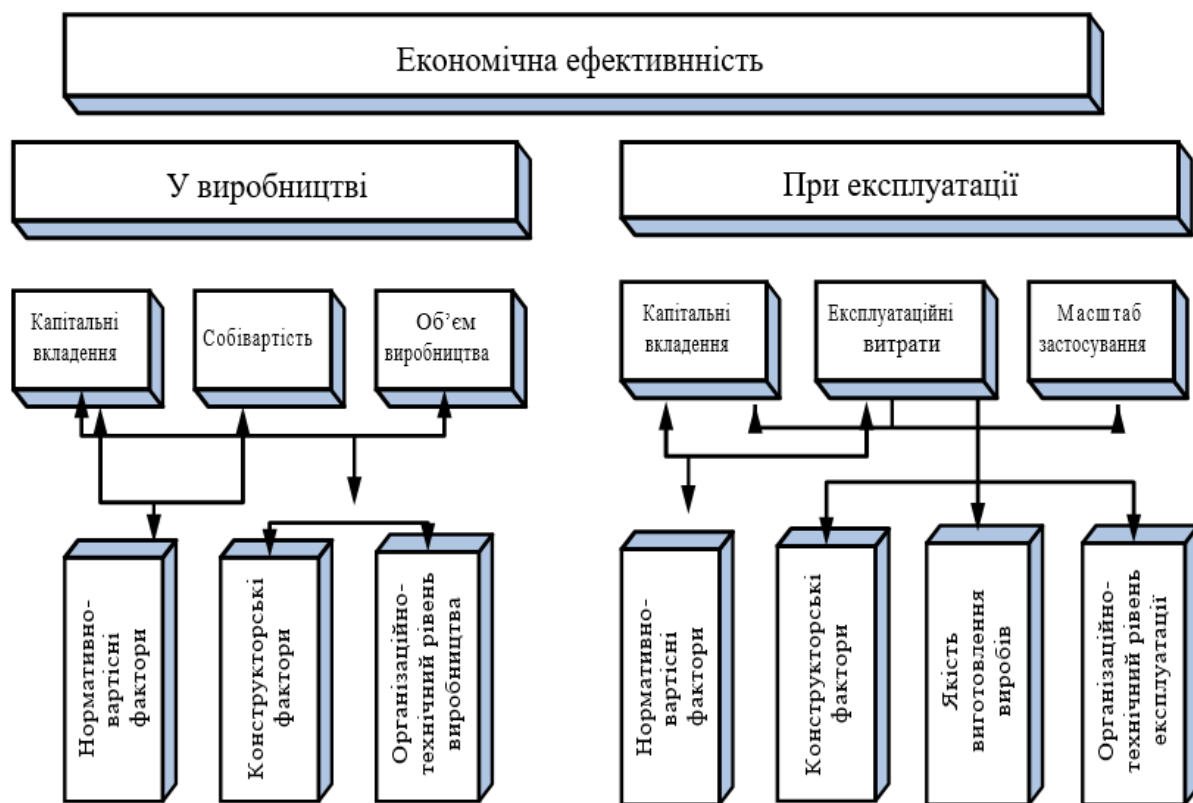 Економічна ефективнність
У виробництві
При експлуатації
Капітальні
вкладення
Собівартість
Об’єм
виробництва
Капітальні
вкладення
Експлуатаційні
витрати
Масштаб
застосування
Нормативно-
вартісні
фактори
Конструкторські
фактори
Організаційно-
технічний рівень
виробництва
Нормативно-
вартісні
фактори
Конструкторські
фактори
Якість
виготовлення
виробів
Організаційно-
технічний рівень
експлуатації